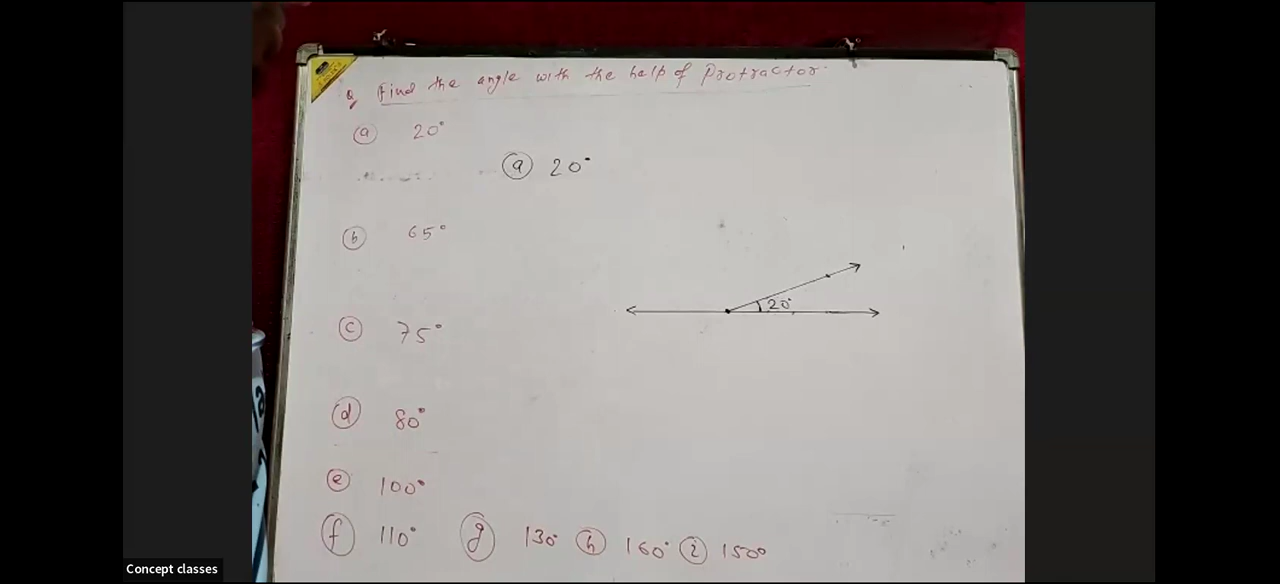 Q Find the angle with the help of Protractor.
(a) 20°
(a) 20°
(b) 65°
20°
(c) 75°
(d) 80°
(e) 100°
(f) 110° (g) 130° (h) 160° (i) 150°
Concept classes